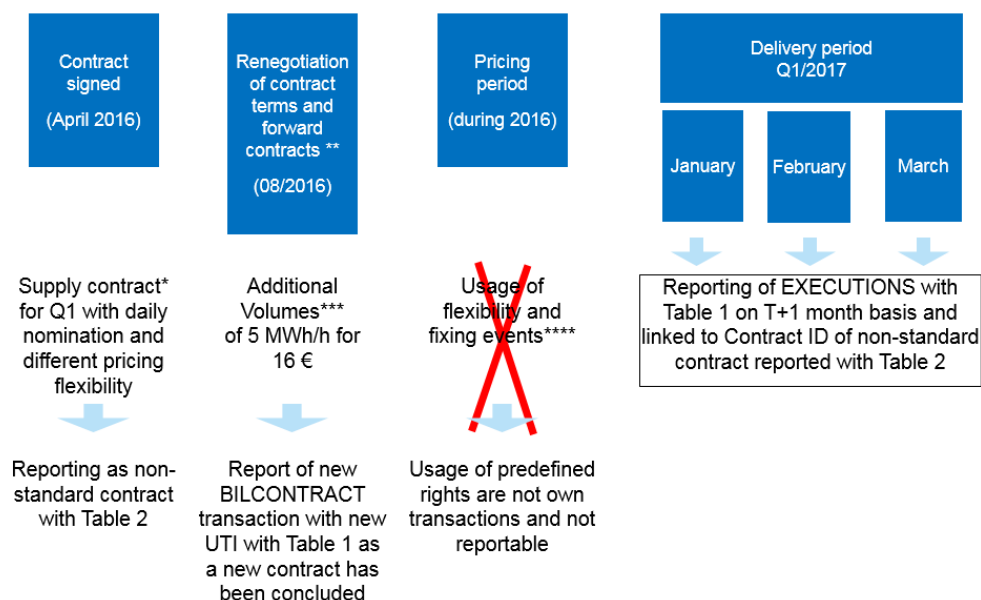 Contract
signed
(April 2016)
Renegotiation
of contract
terms and
forward
contracts **
(08/2016)
Pricing
period
(during 2016)
Delivery period
Q1/2017
January
February
March
Supply contract*
for Q1 with daily
nomination and
different pricing
flexibility
Additional
Volumes***
of 5 MWh/h for
16 €
Usage of
flexibility and
fixing events****
Reporting of EXECUTIONS with
Table 1 on T+1 month basis and
linked to Contract ID of non-standard
contract reported with Table 2
Reporting as non-
standard contract
with Table 2
Report of new
BILCONTRACT
transaction with new
UTI with Table 1 as
a new contract has
been concluded
Usage of predefined
rights are not own
transactions and not
reportable